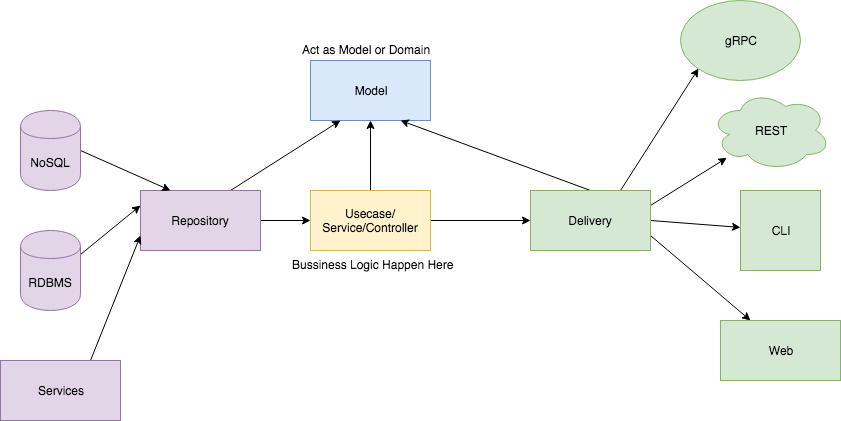 gRPC
Act as Model or Domain
Model
REST
NoSQL
Repository
Usecase/
Service/Controller
Delivery
CLI
Bussiness Logic Happen Here
RDBMS
Web
Services